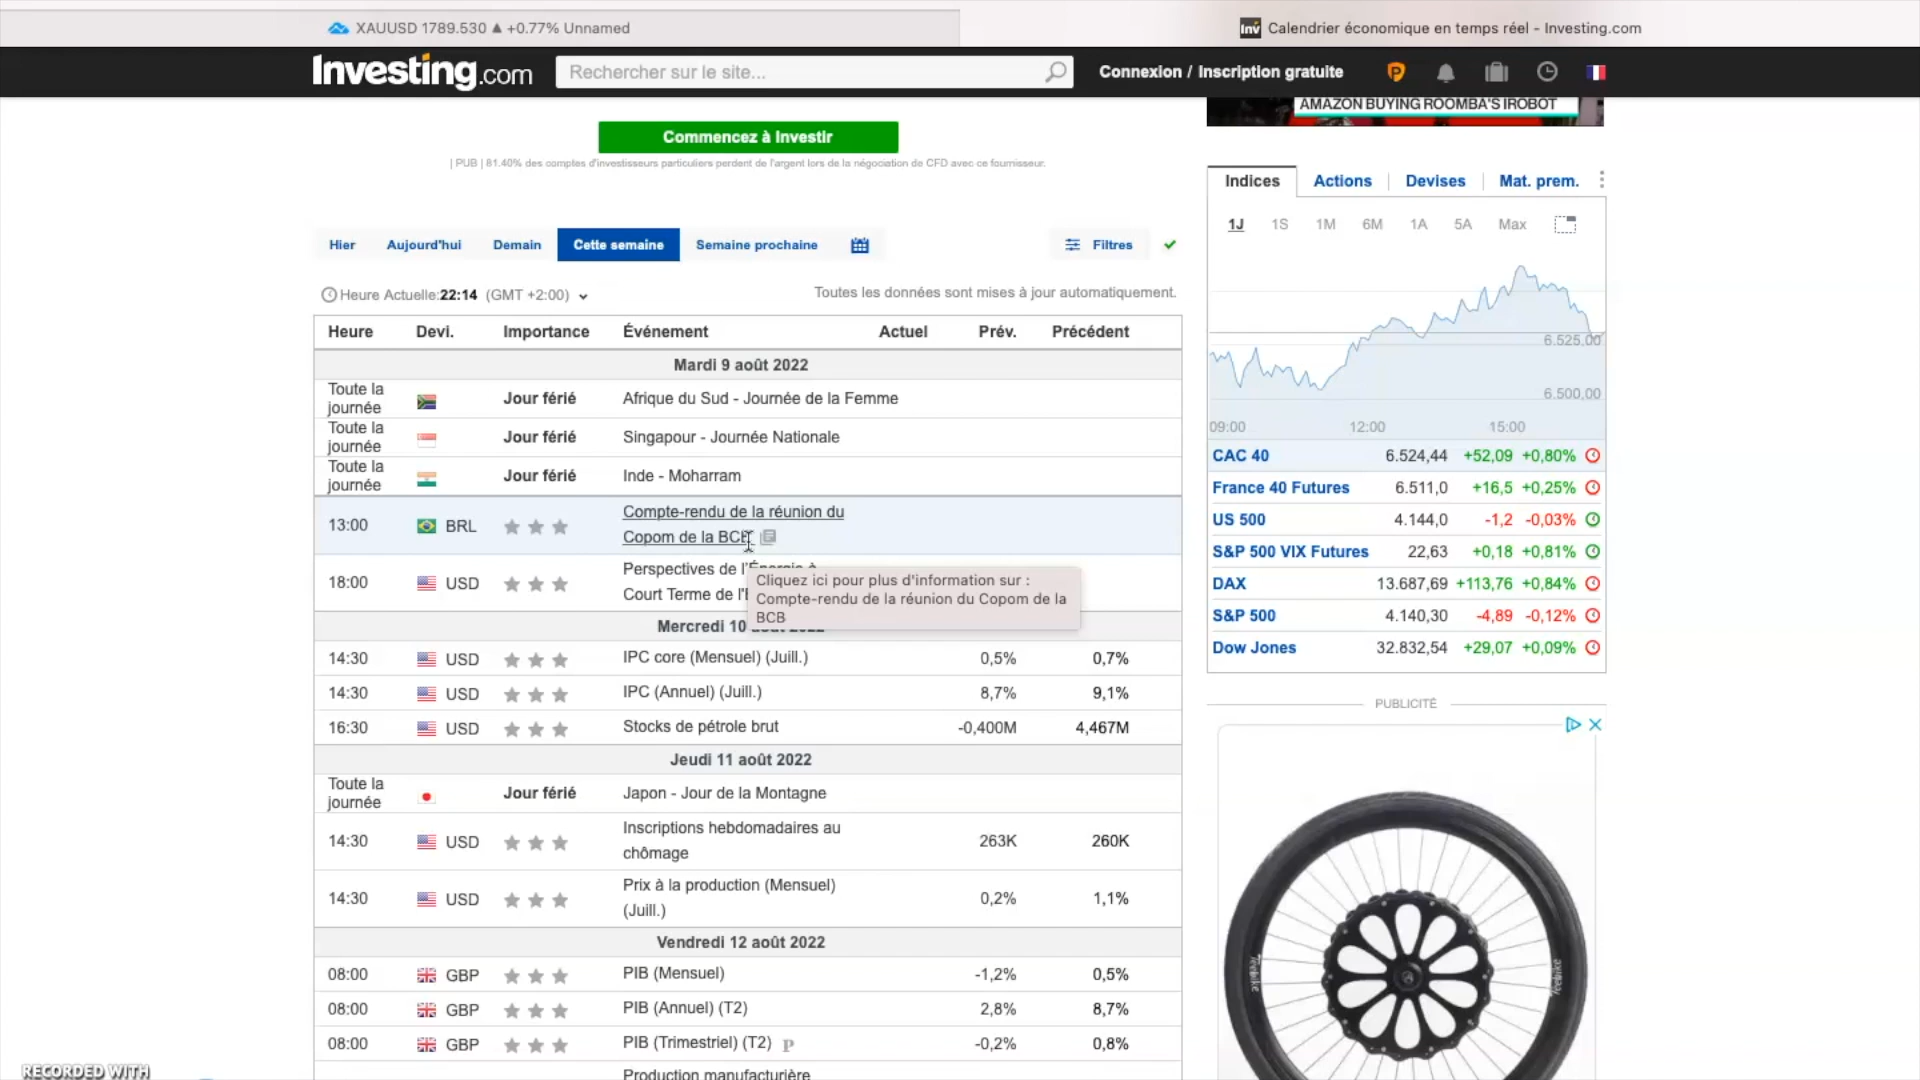 XAUUSD 1789.530 ▲ +0.77% Unnamed
Inv Calendrier économique en temps réel - Investing.com
Investing.com
Rechercher sur le site...
Connexion / Inscription gratuite
AMAZON BUYING ROOMBA'S IROBOT
Commencez à Investir
| PUB | 81.40% des comptes d'investisseurs particuliers perdent de l'argent lors de la négociation de CFD avec ce fournisseur.
Hier Aujourd'hui Demain Cette semaine Semaine prochaine Filtres
Heure Actuelle:22:14 (GMT +2:00)
Toutes les données sont mises à jour automatiquement.
Heure Devi. Importance Événement Actuel Prév. Précédent
Mardi 9 août 2022
Toute la
journée
Jour férié Afrique du Sud - Journée de la Femme
Toute la
journée
Jour férié Singapour - Journée Nationale
Toute la
journée
Jour férié Inde - Moharram
13:00 BRL
Compte-rendu de la réunion du
Copom de la BCB
18:00 USD
Perspectives de l'Énergie à
Court Terme de l'
Cliquez ici pour plus d'information sur :
Compte-rendu de la réunion du Copom de la
BCB
Mercredi 10 août 2022
14:30 USD IPC core (Mensuel) (Juill.) 0,5% 0,7%
14:30 USD IPC (Annuel) (Juill.) 8,7% 9,1%
16:30 USD Stocks de pétrole brut -0,400M 4,467M
Jeudi 11 août 2022
Toute la
journée
Jour férié Japon - Jour de la Montagne
14:30 USD
Inscriptions hebdomadaires au
chômage
263K 260K
14:30 USD
Prix à la production (Mensuel)
(Juill.)
0,2% 1,1%
Vendredi 12 août 2022
08:00 GBP PIB (Mensuel) -1,2% 0,5%
08:00 GBP PIB (Annuel) (T2) 2,8% 8,7%
08:00 GBP PIB (Trimestriel) (T2) P -0,2% 0,8%
Production manufacturière
Indices Actions Devises Mat. prem.
1J 1S 1M 6M 1A 5A Max
6.525,00
6.500,00
09:00 12:00 15:00
CAC 40 6.524,44 +52,09 +0,80%
France 40 Futures 6.511,0 +16,5 +0,25%
US 500 4.144,0 -1,2 -0,03%
S&P 500 VIX Futures 22,63 +0,18 +0,81%
DAX 13.687,69 +113,76 +0,84%
S&P 500 4.140,30 -4,89 -0,12%
Dow Jones 32.832,54 +29,07 +0,09%
PUBLICITÉ
RECORDED WITH